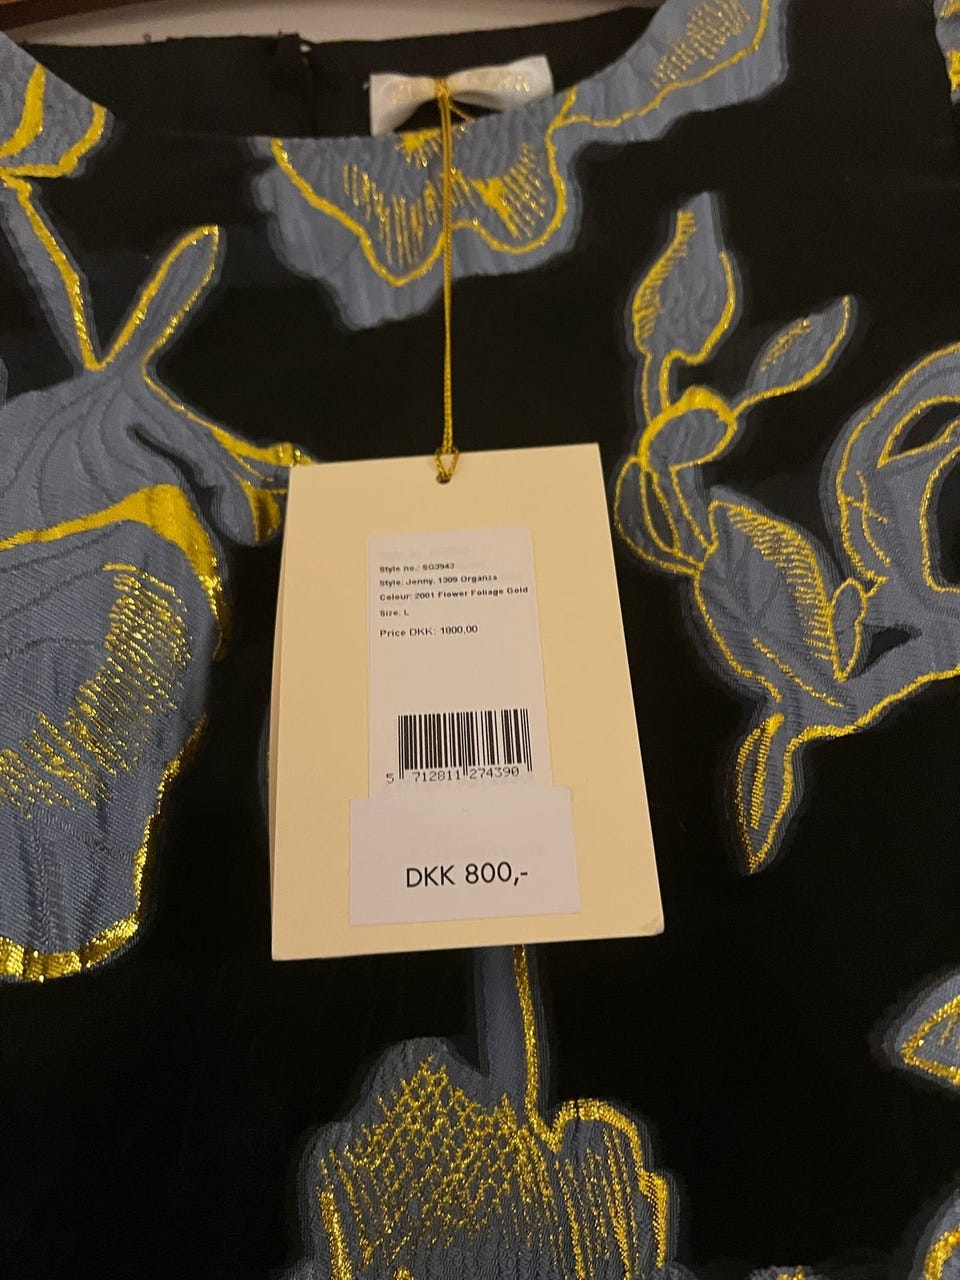 Style no.: SG3943
Style: Jenny, 1309 Organza
Colour: 2001 Flower Foliage Gold
Size: L
Price DKK: 1800,00
5 712811 274390
DKK 800,-